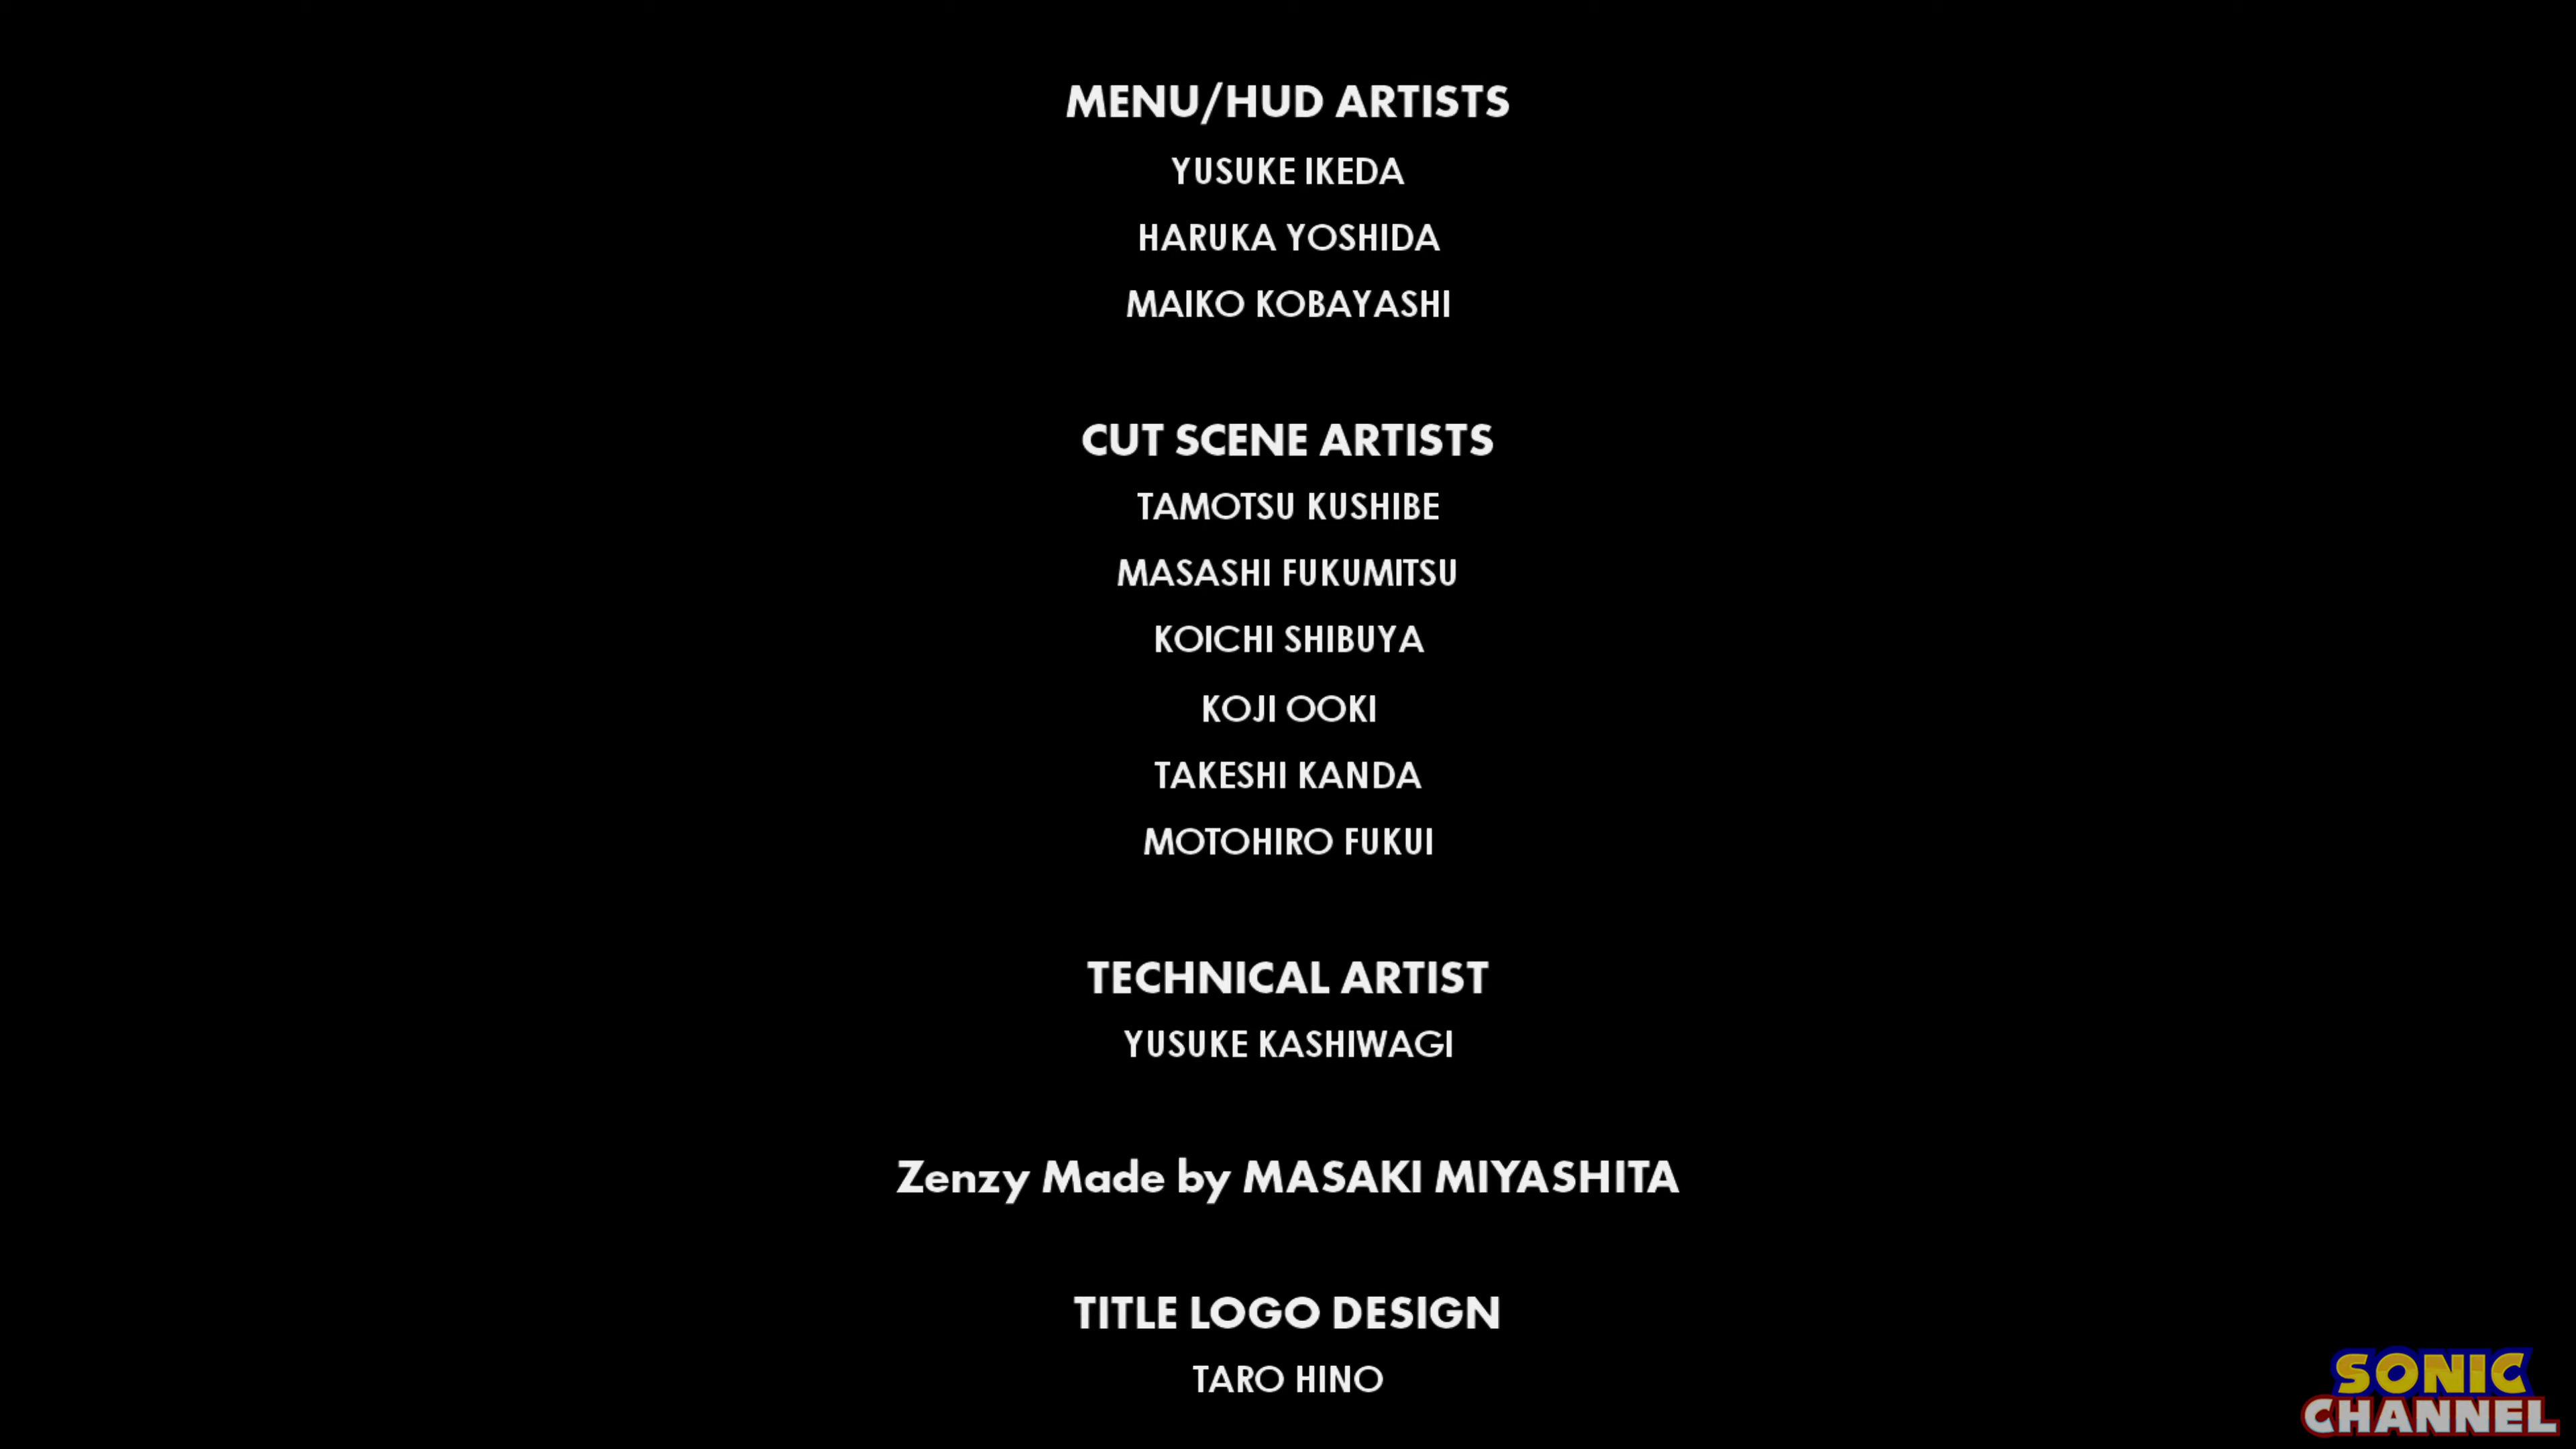 MENU/HUD ARTISTS
YUSUKE IKEDA
HARUKA YOSHIDA
MAIKO KOBAYASHI
CUT SCENE ARTISTS
TAMOTSU KUSHIBE
MASASHI FUKUMITSU
KOICHI SHIBUYA
KOJI OOKI
TAKESHI KANDA
MOTOHIRO FUKUI
TECHNICAL ARTIST
YUSUKE KASHIWAGI
Zenzy Made by MASAKI MIYASHITA
TITLE LOGO DESIGN
TARO HINO
SONIC
CHANNEL